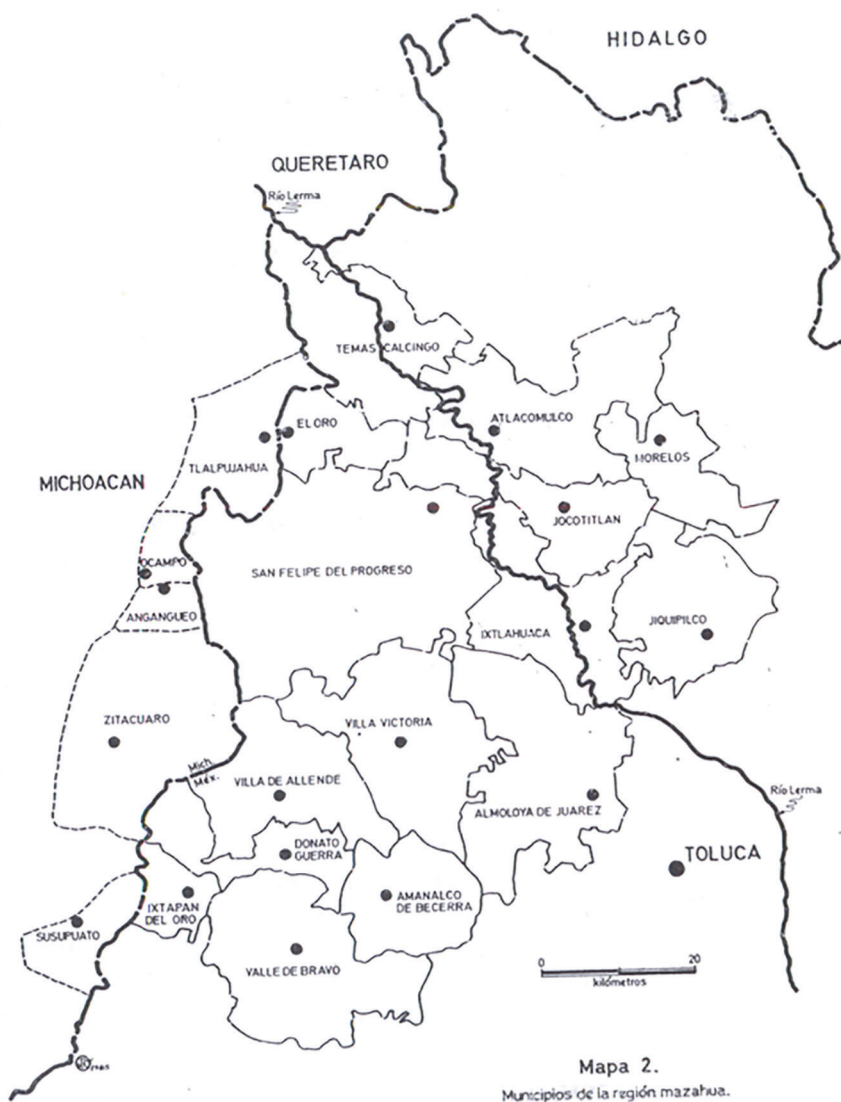 HIDALGO
QUERETARO
Río Lerma
TEMASCALCINGO
ATLACOMULCO
EL ORO
TLALPUJAHUA
MORELOS
MICHOACAN
JOCOTITLAN
OCAMPO
SAN FELIPE DEL PROGRESO
ANGANGUEO
IXTLAHUACA
JIQUIPILCO
ZITACUARO
VILLA VICTORIA
Mich.
Méx.
VILLA DE ALLENDE
Río Lerma
ALMOLOYA DE JUAREZ
DONATO
GUERRA
TOLUCA
AMANALCO
DE BECERRA
IXTAPAN
DEL ORO
SUSUPUATO
VALLE DE BRAVO
0 20
kilómetros
Mapa 2.
Municipios de la región mazahua.